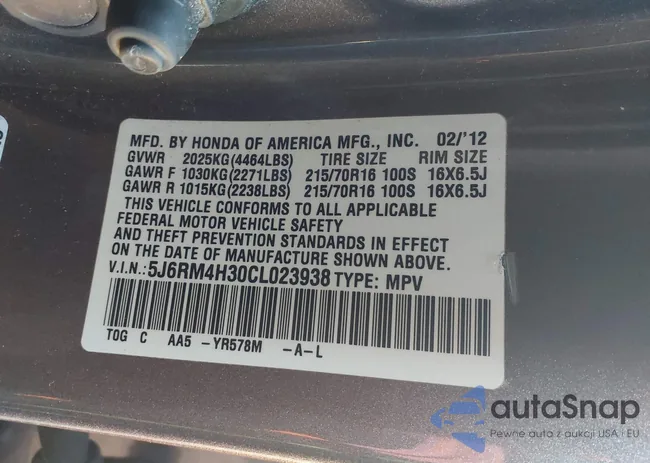 MFD. BY HONDA OF AMERICA MFG., INC. 02/'12
GVWR 2025KG(4464LBS) TIRE SIZE RIM SIZE
GAWR F 1030KG(2271LBS) 215/70R16 100S 16X6.5J
GAWR R 1015KG(2238LBS) 215/70R16 100S 16X6.5J
THIS VEHICLE CONFORMS TO ALL APPLICABLE
FEDERAL MOTOR VEHICLE SAFETY
AND THEFT PREVENTION STANDARDS IN EFFECT
ON THE DATE OF MANUFACTURE SHOWN ABOVE.
V.I.N.:5J6RM4H30CL023938 TYPE: MPV
TOG C AA5 -YR578M -A-L
autaSnap
Pewne auta z aukcji USA i EU